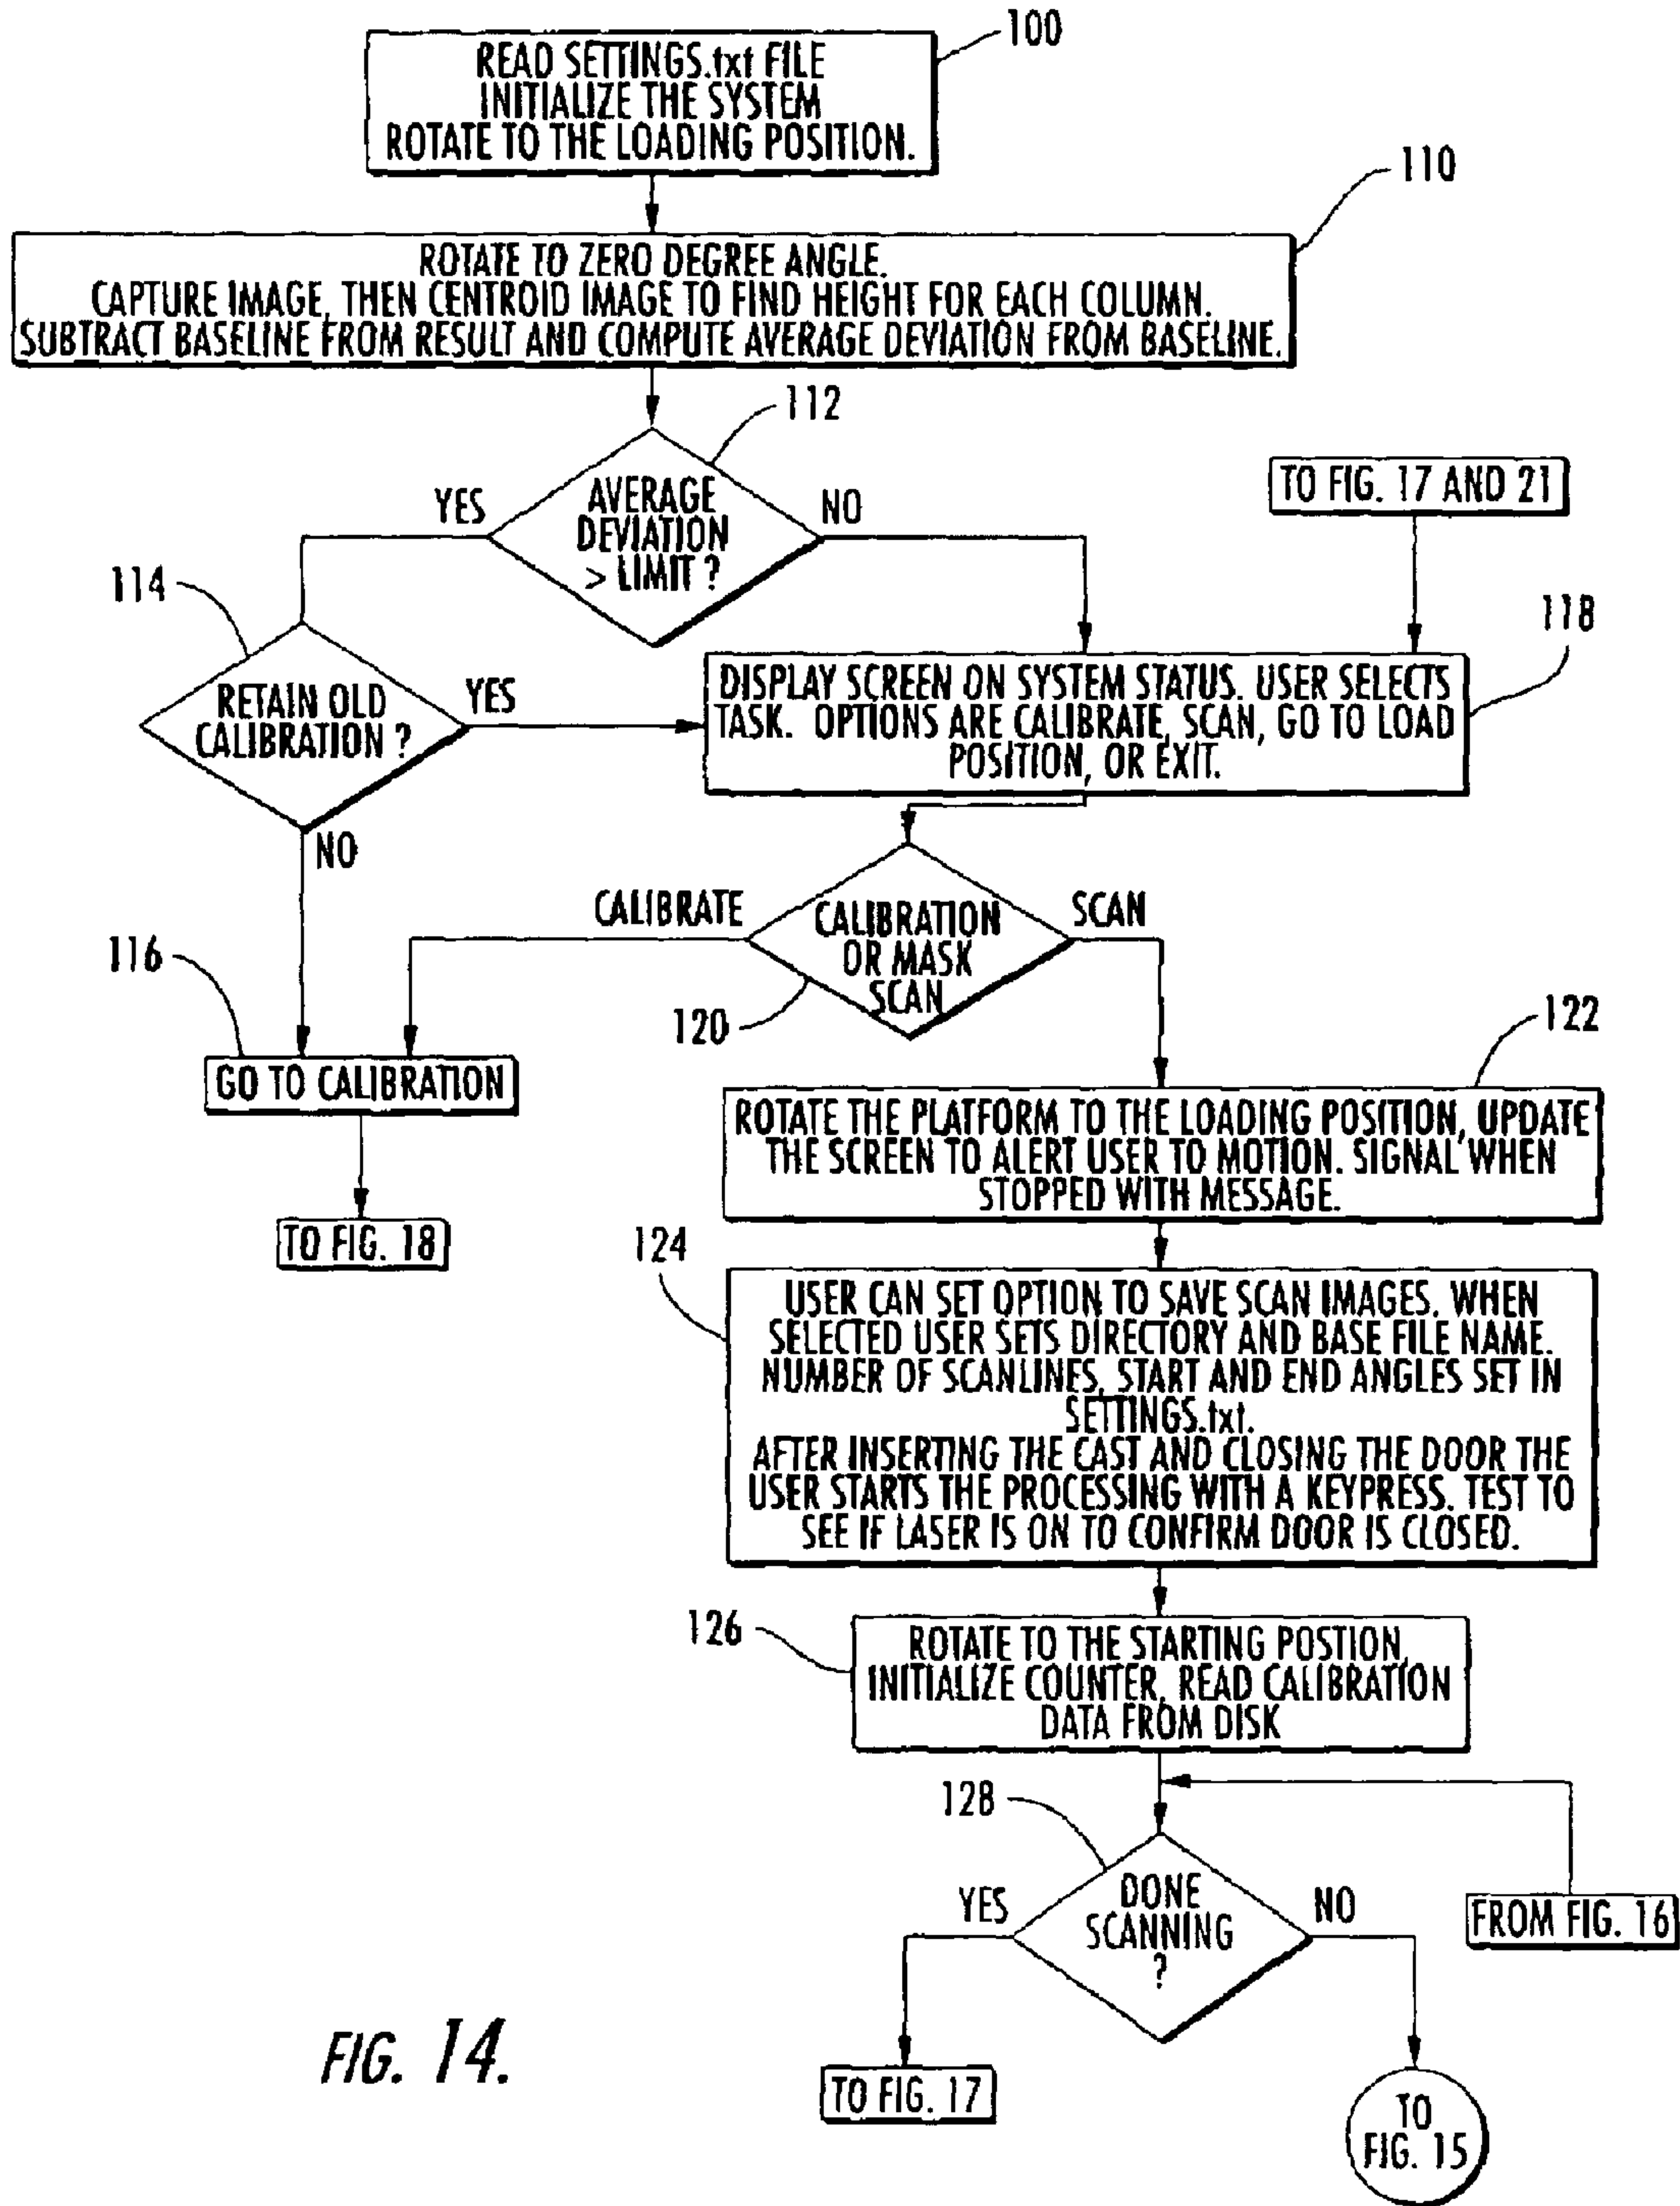 100
READ SETTINGS.txt FILE
INITIALIZE THE SYSTEM
ROTATE TO THE LOADING POSITION.
110
ROTATE TO ZERO DEGREE ANGLE.
CAPTURE IMAGE, THEN CENTROID IMAGE TO FIND HEIGHT FOR EACH COLUMN.
SUBTRACT BASELINE FROM RESULT AND COMPUTE AVERAGE DEVIATION FROM BASELINE.
112
YES
AVERAGE
DEVIATION
> LIMIT ?
NO
TO FIG. 17 AND 21
114
RETAIN OLD
CALIBRATION ?
YES
NO
118
DISPLAY SCREEN ON SYSTEM STATUS. USER SELECTS
TASK. OPTIONS ARE CALIBRATE, SCAN, GO TO LOAD
POSITION, OR EXIT.
CALIBRATE
CALIBRATION
OR MASK
SCAN
SCAN
120
116
GO TO CALIBRATION
TO FIG. 18
122
ROTATE THE PLATFORM TO THE LOADING POSITION, UPDATE
THE SCREEN TO ALERT USER TO MOTION. SIGNAL WHEN
STOPPED WITH MESSAGE.
124
USER CAN SET OPTION TO SAVE SCAN IMAGES. WHEN
SELECTED USER SETS DIRECTORY AND BASE FILE NAME.
NUMBER OF SCANLINES, START AND END ANGLES SET IN
SETTINGS.txt.
AFTER INSERTING THE CAST AND CLOSING THE DOOR THE
USER STARTS THE PROCESSING WITH A KEYPRESS. TEST TO
SEE IF LASER IS ON TO CONFIRM DOOR IS CLOSED.
126
ROTATE TO THE STARTING POSTION,
INITIALIZE COUNTER, READ CALIBRATION
DATA FROM DISK
128
YES
DONE
SCANNING
?
NO
FROM FIG. 16
TO FIG. 17
TO
FIG. 15
FIG. 14.